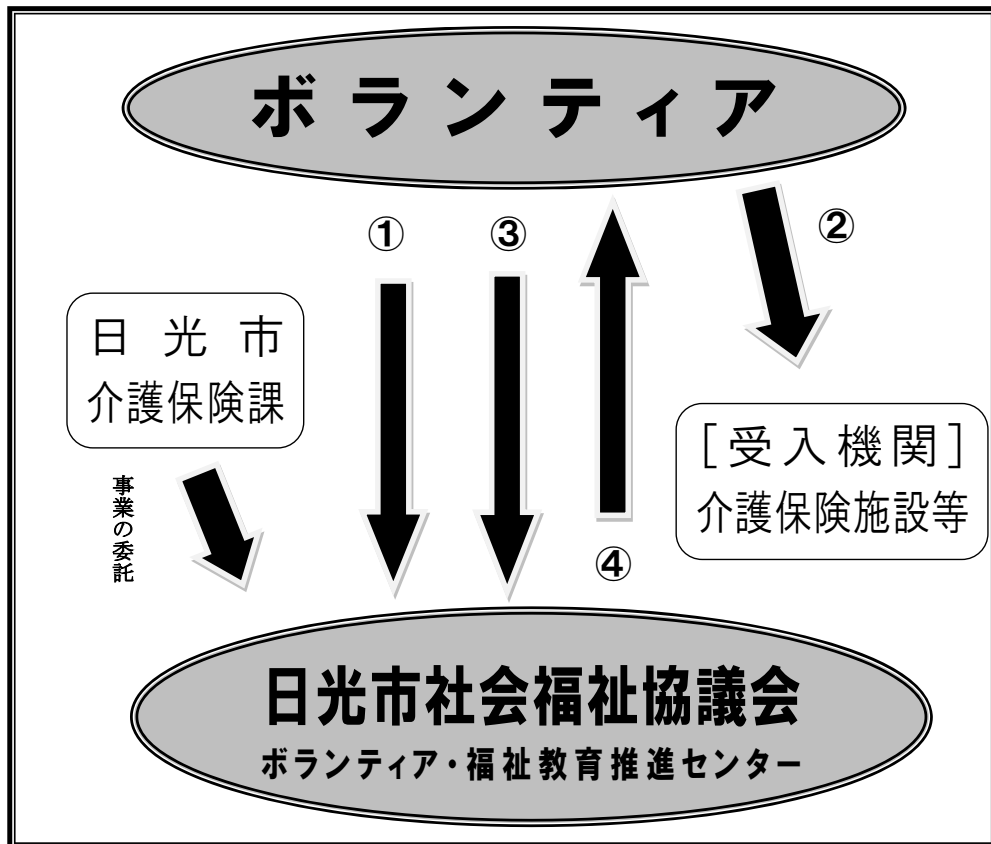 ボランティア
①
③
②
日光市
介護保険課
[受入機関]
介護保険施設等
事業の委託
④
日光市社会福祉協議会
ボランティア・福祉教育推進センター